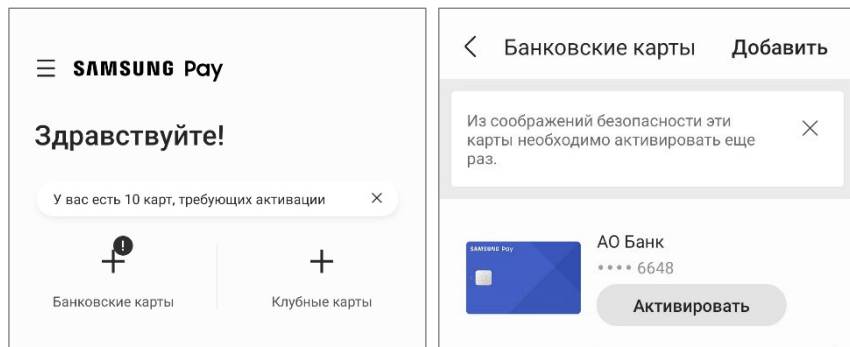 SAMSUNG Pay
Здравствуйте!
У вас есть 10 карт, требующих активации
Банковские карты
Клубные карты
Банковские карты
Добавить
Из соображений безопасности эти
карты необходимо активировать еще
раз.
SAMSUNG Pay
АО Банк
•••• 6648
Активировать